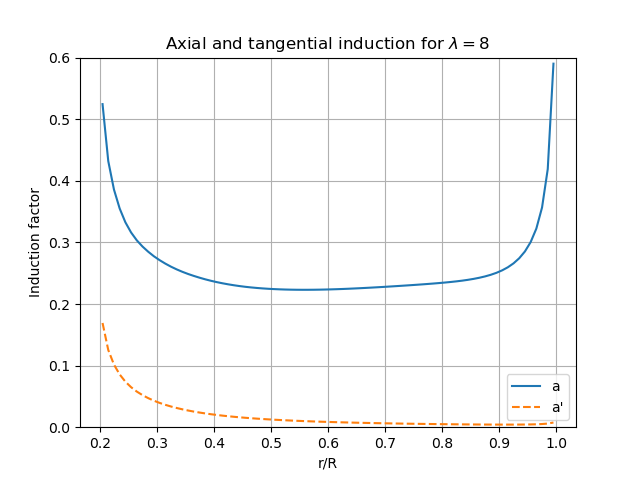 Axial and tangential induction for λ = 8
Induction factor
0.6
0.5
0.4
0.3
0.2
0.1
0.0
0.2 0.3 0.4 0.5 0.6 0.7 0.8 0.9 1.0
r/R
a
a'